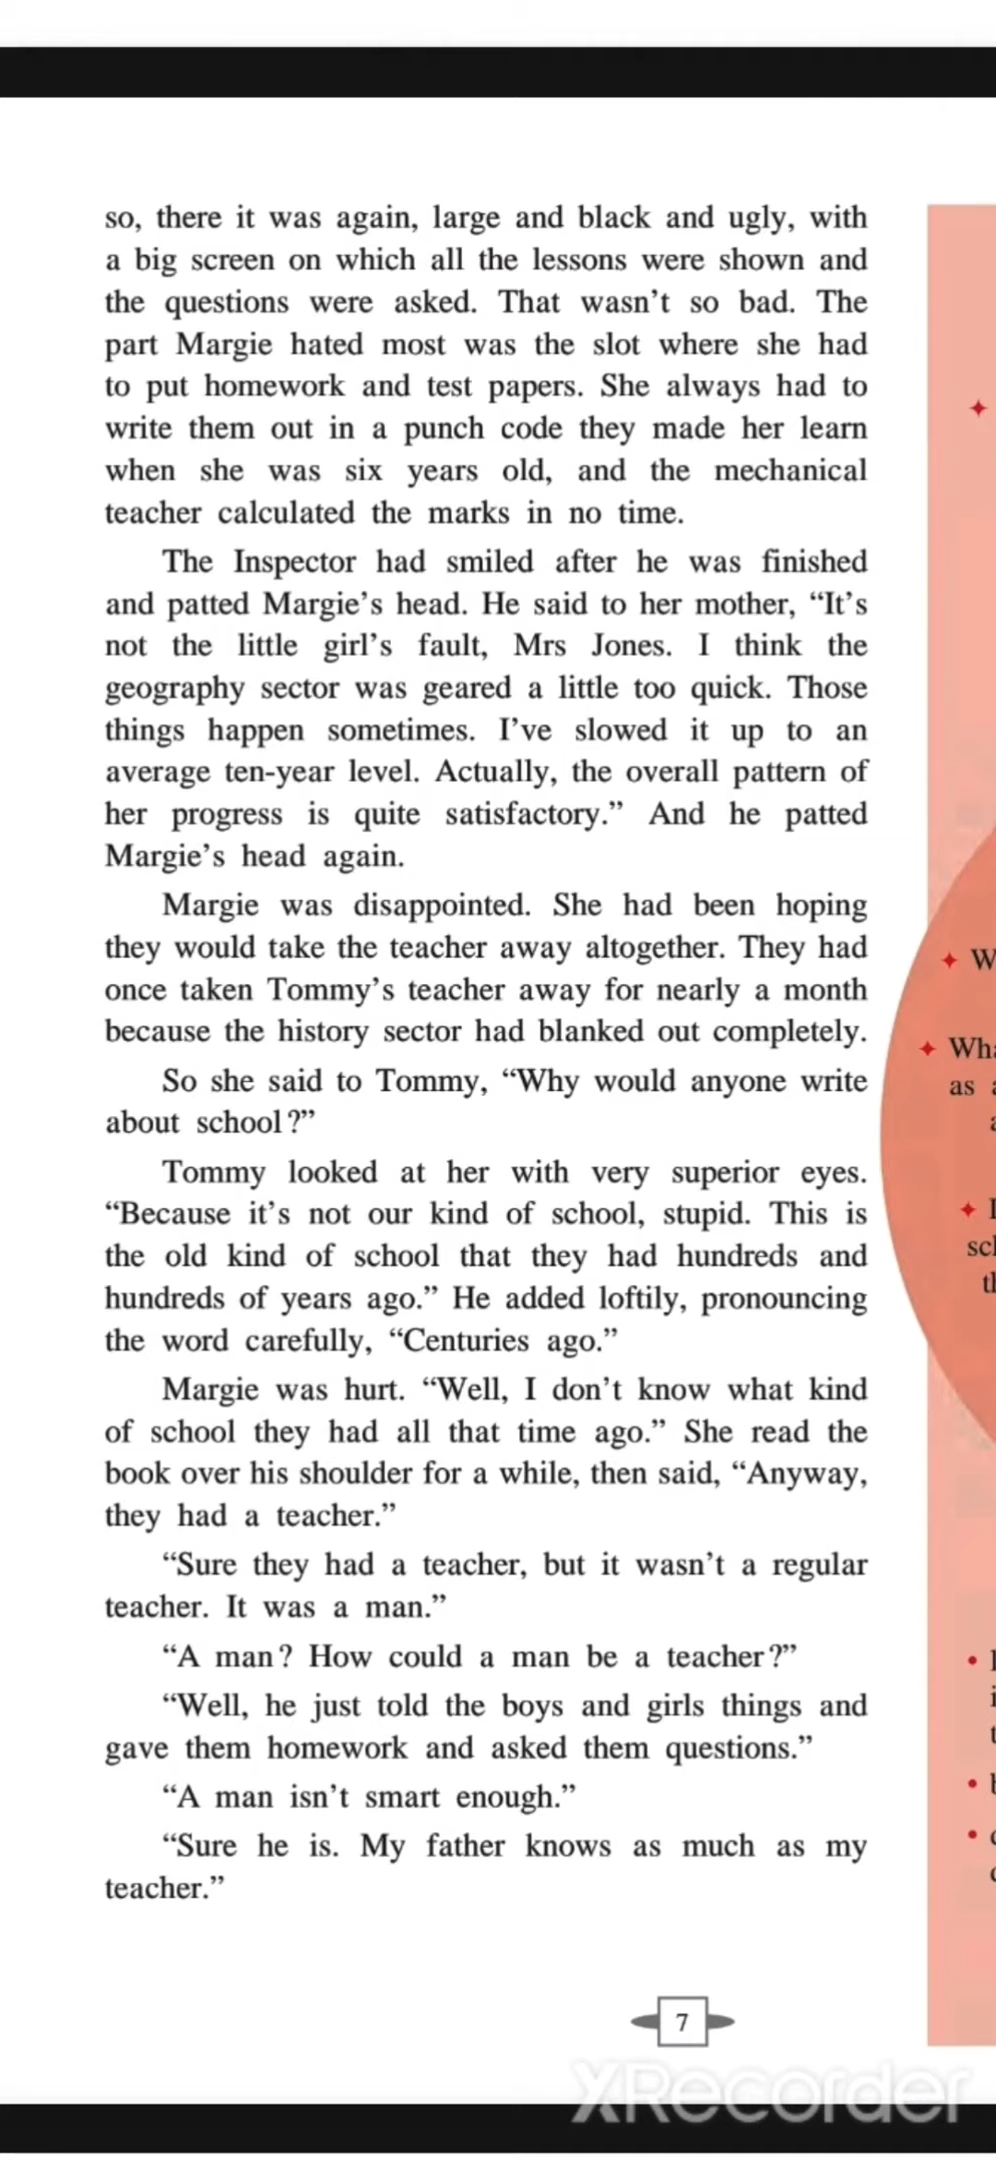 so, there it was again, large and black and ugly, with
a big screen on which all the lessons were shown and
the questions were asked. That wasn’t so bad. The
part Margie hated most was the slot where she had
to put homework and test papers. She always had to
write them out in a punch code they made her learn
when she was six years old, and the mechanical
teacher calculated the marks in no time.
The Inspector had smiled after he was finished
and patted Margie’s head. He said to her mother, “It’s
not the little girl’s fault, Mrs Jones. I think the
geography sector was geared a little too quick. Those
things happen sometimes. I’ve slowed it up to an
average ten-year level. Actually, the overall pattern of
her progress is quite satisfactory.” And he patted
Margie’s head again.
Margie was disappointed. She had been hoping
they would take the teacher away altogether. They had
once taken Tommy’s teacher away for nearly a month
because the history sector had blanked out completely.
So she said to Tommy, “Why would anyone write
about school?”
Tommy looked at her with very superior eyes.
“Because it’s not our kind of school, stupid. This is
the old kind of school that they had hundreds and
hundreds of years ago.” He added loftily, pronouncing
the word carefully, “Centuries ago.”
Margie was hurt. “Well, I don’t know what kind
of school they had all that time ago.” She read the
book over his shoulder for a while, then said, “Anyway,
they had a teacher.”
“Sure they had a teacher, but it wasn’t a regular
teacher. It was a man.”
“A man? How could a man be a teacher?”
“Well, he just told the boys and girls things and
gave them homework and asked them questions.”
“A man isn’t smart enough.”
“Sure he is. My father knows as much as my
teacher.”
7
XRecorder
as